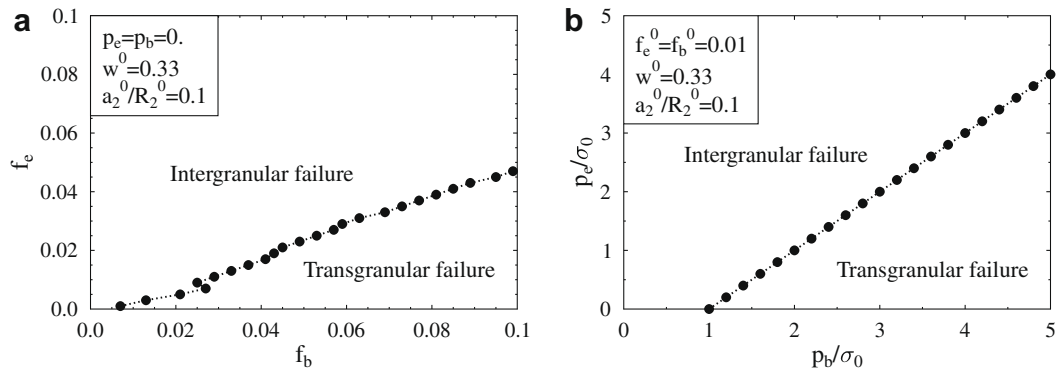 a
0.1
0.08
0.06
0.04
0.02
0.0
f_e
p_e=p_b=0.
w^0=0.33
a_2^0/R_2^0=0.1
Intergranular failure
Transgranular failure
0.0 0.02 0.04 0.06 0.08 0.1
f_b
b
5
4
3
2
1
0
p_e/σ_0
f_e^0=f_b^0=0.01
w^0=0.33
a_2^0/R_2^0=0.1
Intergranular failure
Transgranular failure
0 1 2 3 4 5
p_b/σ_0